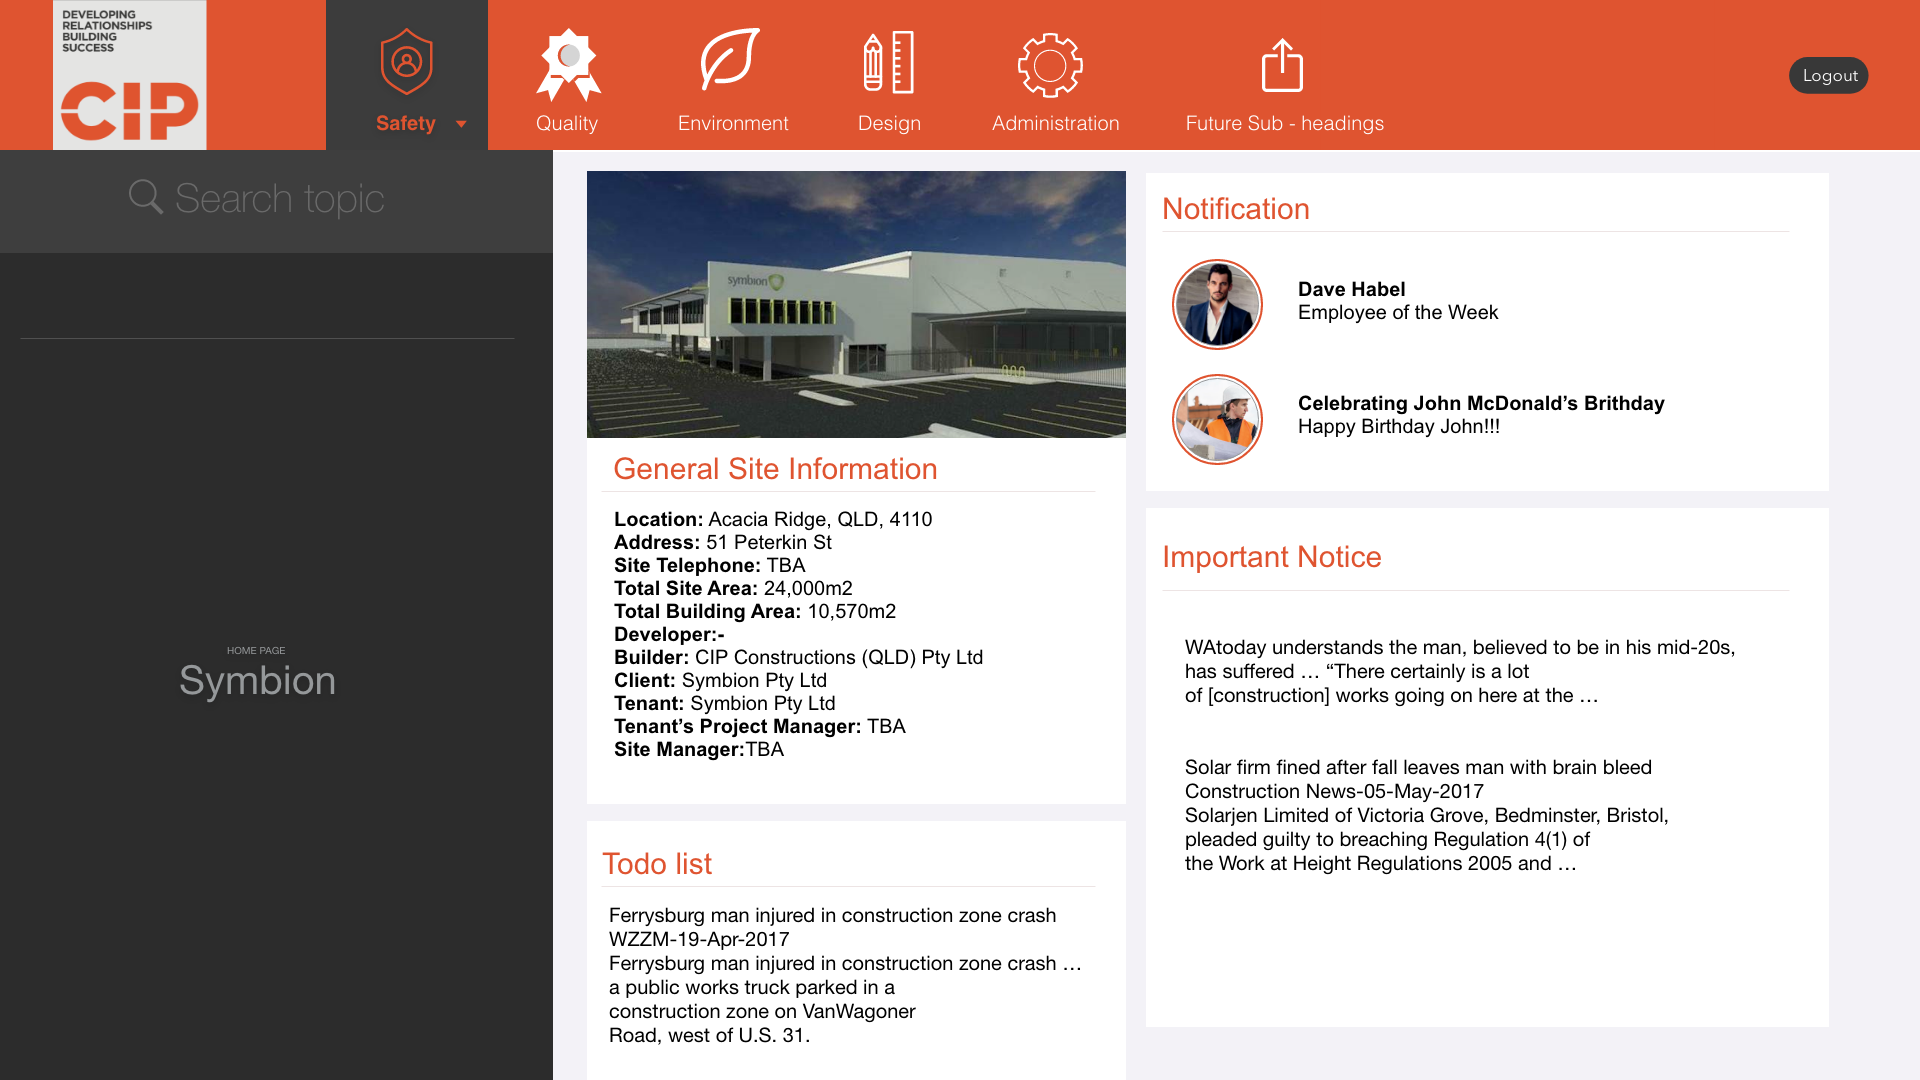 DEVELOPING
RELATIONSHIPS
BUILDING
SUCCESS
CIP
Safety
Quality
Environment
Design
Administration
Future Sub - headings
Logout
Search topic
HOME PAGE
Symbion
symbion
General Site Information
Location: Acacia Ridge, QLD, 4110
Address: 51 Peterkin St
Site Telephone: TBA
Total Site Area: 24,000m2
Total Building Area: 10,570m2
Developer:-
Builder: CIP Constructions (QLD) Pty Ltd
Client: Symbion Pty Ltd
Tenant: Symbion Pty Ltd
Tenant’s Project Manager: TBA
Site Manager:TBA
Todo list
Ferrysburg man injured in construction zone crash
WZZM-19-Apr-2017
Ferrysburg man injured in construction zone crash …
a public works truck parked in a
construction zone on VanWagoner
Road, west of U.S. 31.
Notification
Dave Habel
Employee of the Week
Celebrating John McDonald’s Brithday
Happy Birthday John!!!
Important Notice
WAtoday understands the man, believed to be in his mid-20s,
has suffered … “There certainly is a lot
of [construction] works going on here at the …
Solar firm fined after fall leaves man with brain bleed
Construction News-05-May-2017
Solarjen Limited of Victoria Grove, Bedminster, Bristol,
pleaded guilty to breaching Regulation 4(1) of
the Work at Height Regulations 2005 and …